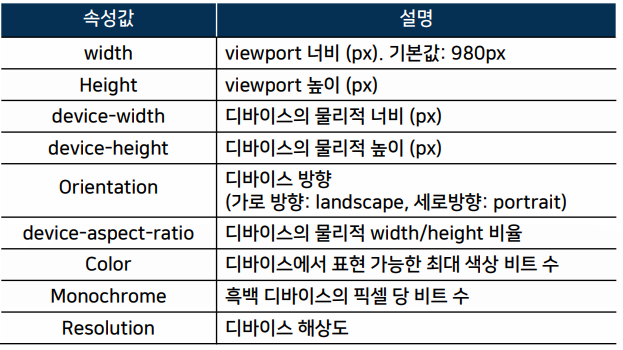 속성값 설명
width viewport 너비 (px). 기본값: 980px
Height viewport 높이 (px)
device-width 디바이스의 물리적 너비 (px)
device-height 디바이스의 물리적 높이 (px)
Orientation 디바이스 방향
(가로 방향: landscape, 세로방향: portrait)
device-aspect-ratio 디바이스의 물리적 width/height 비율
Color 디바이스에서 표현 가능한 최대 색상 비트 수
Monochrome 흑백 디바이스의 픽셀 당 비트 수
Resolution 디바이스 해상도